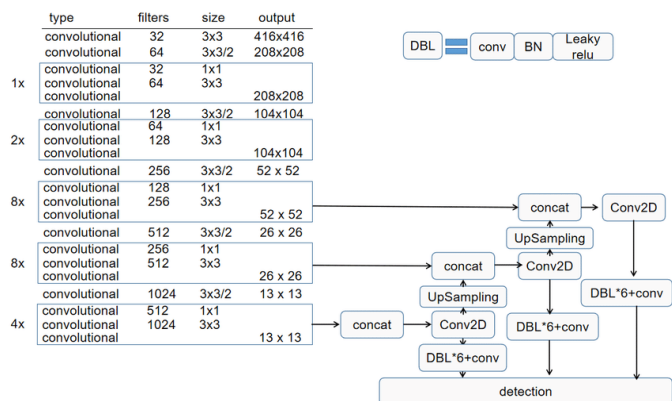 type filters size output
convolutional 32 3x3 416x416
convolutional 64 3x3/2 208x208
1x
convolutional 32 1x1
convolutional 64 3x3
convolutional 208x208
convolutional 128 3x3/2 104x104
2x
convolutional 64 1x1
convolutional 128 3x3
convolutional 104x104
convolutional 256 3x3/2 52 x 52
8x
convolutional 128 1x1
convolutional 256 3x3
convolutional 52 x 52
convolutional 512 3x3/2 26 x 26
8x
convolutional 256 1x1
convolutional 512 3x3
convolutional 26 x 26
convolutional 1024 3x3/2 13 x 13
4x
convolutional 512 1x1
convolutional 1024 3x3
convolutional 13 x 13
DBL conv BN Leaky
relu
concat Conv2D
UpSampling
concat Conv2D
DBL*6+conv
UpSampling
concat Conv2D
DBL*6+conv
DBL*6+conv
detection